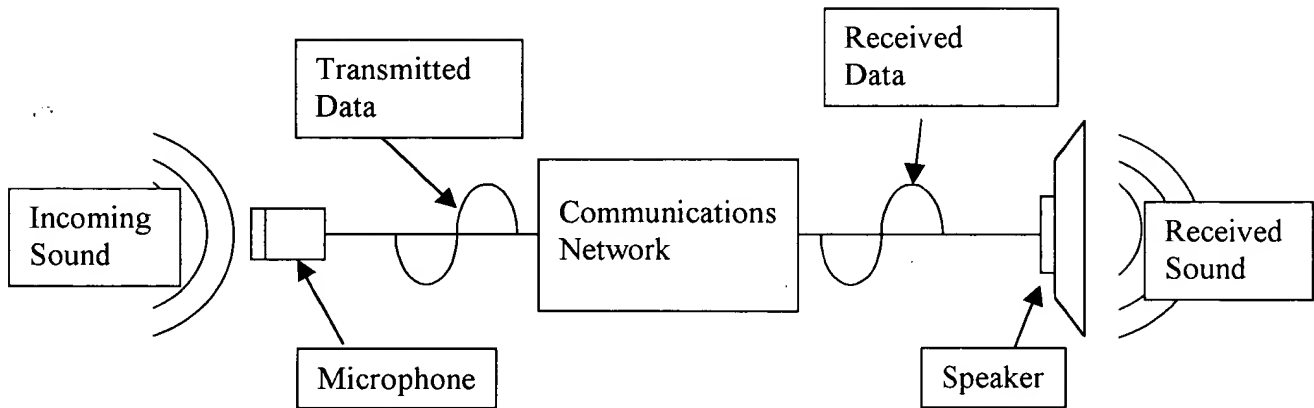 Transmitted
Data
Received
Data
Incoming
Sound
Communications
Network
Received
Sound
Microphone
Speaker